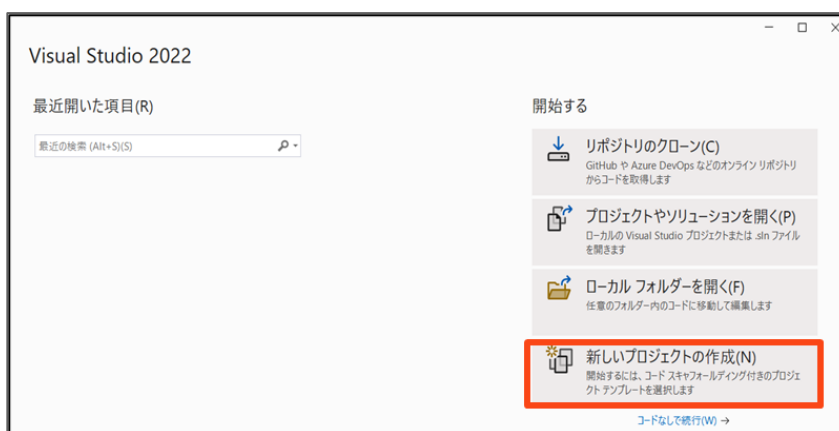 Visual Studio 2022
最近開いた項目(R)
最近の検索 (Alt+S)(S)
開始する
リポジトリのクローン(C)
GitHub や Azure DevOps などのオンライン リポジトリ
からコードを取得します
プロジェクトやソリューションを開く(P)
ローカルの Visual Studio プロジェクトまたは .sln ファイル
を開きます
ローカル フォルダーを開く(F)
任意のフォルダー内のコードに移動して編集します
新しいプロジェクトの作成(N)
開始するには、コード スキャフォールディング付きのプロジェ
クト テンプレートを選択します
コードなしで続行(W) →